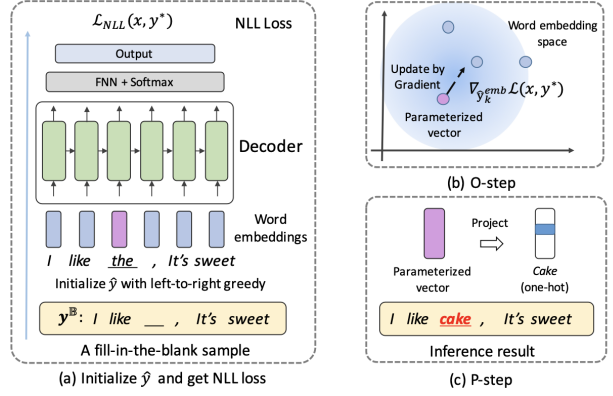 ℒ_NLL(x, y*) NLL Loss
Output
FNN + Softmax
Decoder
Word
embeddings
I like the , It's sweet
Initialize ŷ with left-to-right greedy
y^𝔹: I like __ , It's sweet
A fill-in-the-blank sample
(a) Initialize ŷ and get NLL loss
Word embedding
space
Update by
Gradient
∇_{ŷ_k^{emb}} ℒ(x, y*)
Parameterized
vector
(b) O-step
Project
Parameterized
vector
Cake
(one-hot)
I like cake , It's sweet
Inference result
(c) P-step